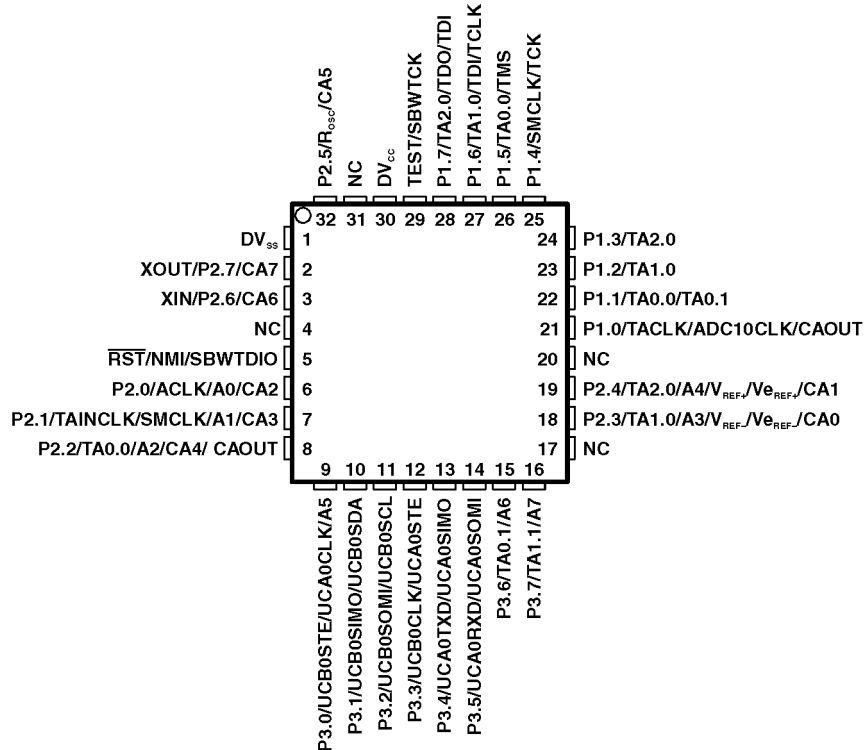 P2.5/Rosc/CA5
NC
DVcc
TEST/SBWTCK
P1.7/TA2.0/TDO/TDI
P1.6/TA1.0/TDI/TCLK
P1.5/TA0.0/TMS
P1.4/SMCLK/TCK
32 31 30 29 28 27 26 25
DVss 1
XOUT/P2.7/CA7 2
XIN/P2.6/CA6 3
NC 4
RST/NMI/SBWTDIO 5
P2.0/ACLK/A0/CA2 6
P2.1/TAINCLK/SMCLK/A1/CA3 7
P2.2/TA0.0/A2/CA4/ CAOUT 8
24 P1.3/TA2.0
23 P1.2/TA1.0
22 P1.1/TA0.0/TA0.1
21 P1.0/TACLK/ADC10CLK/CAOUT
20 NC
19 P2.4/TA2.0/A4/VREF+/VeREF+/CA1
18 P2.3/TA1.0/A3/VREF−/VeREF−/CA0
17 NC
9 10 11 12 13 14 15 16
P3.0/UCB0STE/UCA0CLK/A5
P3.1/UCB0SIMO/UCB0SDA
P3.2/UCB0SOMI/UCB0SCL
P3.3/UCB0CLK/UCA0STE
P3.4/UCA0TXD/UCA0SIMO
P3.5/UCA0RXD/UCA0SOMI
P3.6/TA0.1/A6
P3.7/TA1.1/A7